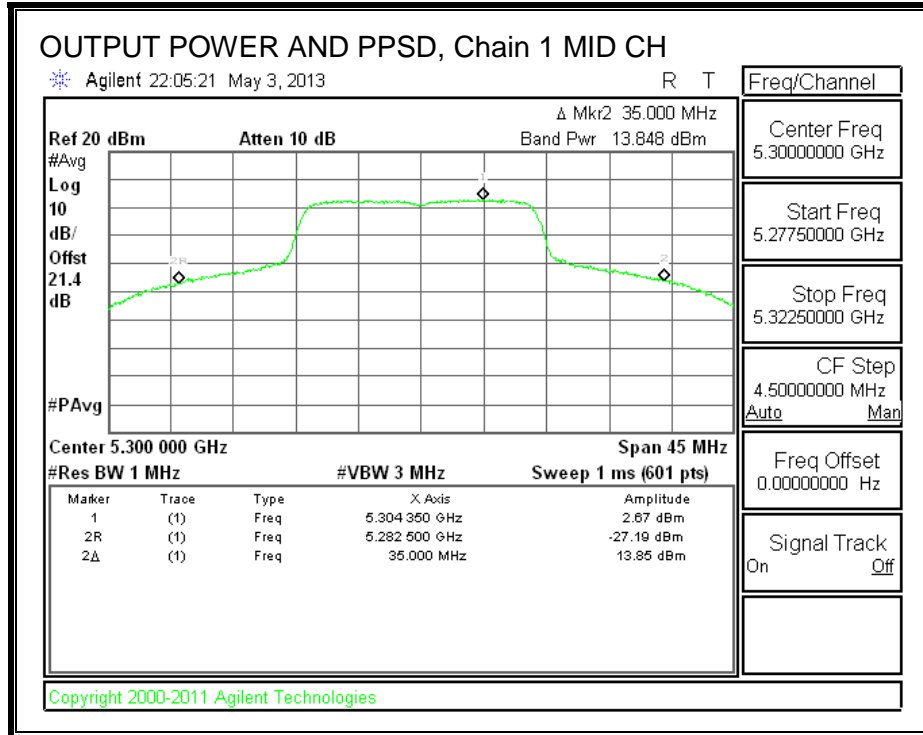 OUTPUT POWER AND PPSD, Chain 1 MID CH
Agilent 22:05:21 May 3, 2013 R T
Δ Mkr2 35.000 MHz
Ref 20 dBm Atten 10 dB Band Pwr 13.848 dBm
#Avg
Log
10
dB/
Offst
21.4
dB
#PAvg
1
2R
2
Center 5.300 000 GHz Span 45 MHz
#Res BW 1 MHz #VBW 3 MHz Sweep 1 ms (601 pts)
Marker Trace Type X Axis Amplitude
1 (1) Freq 5.304 350 GHz 2.67 dBm
2R (1) Freq 5.282 500 GHz -27.19 dBm
2Δ (1) Freq 35.000 MHz 13.85 dBm
Copyright 2000-2011 Agilent Technologies
Freq/Channel
Center Freq
5.30000000 GHz
Start Freq
5.27750000 GHz
Stop Freq
5.32250000 GHz
CF Step
4.50000000 MHz
Auto Man
Freq Offset
0.00000000 Hz
Signal Track
On Off